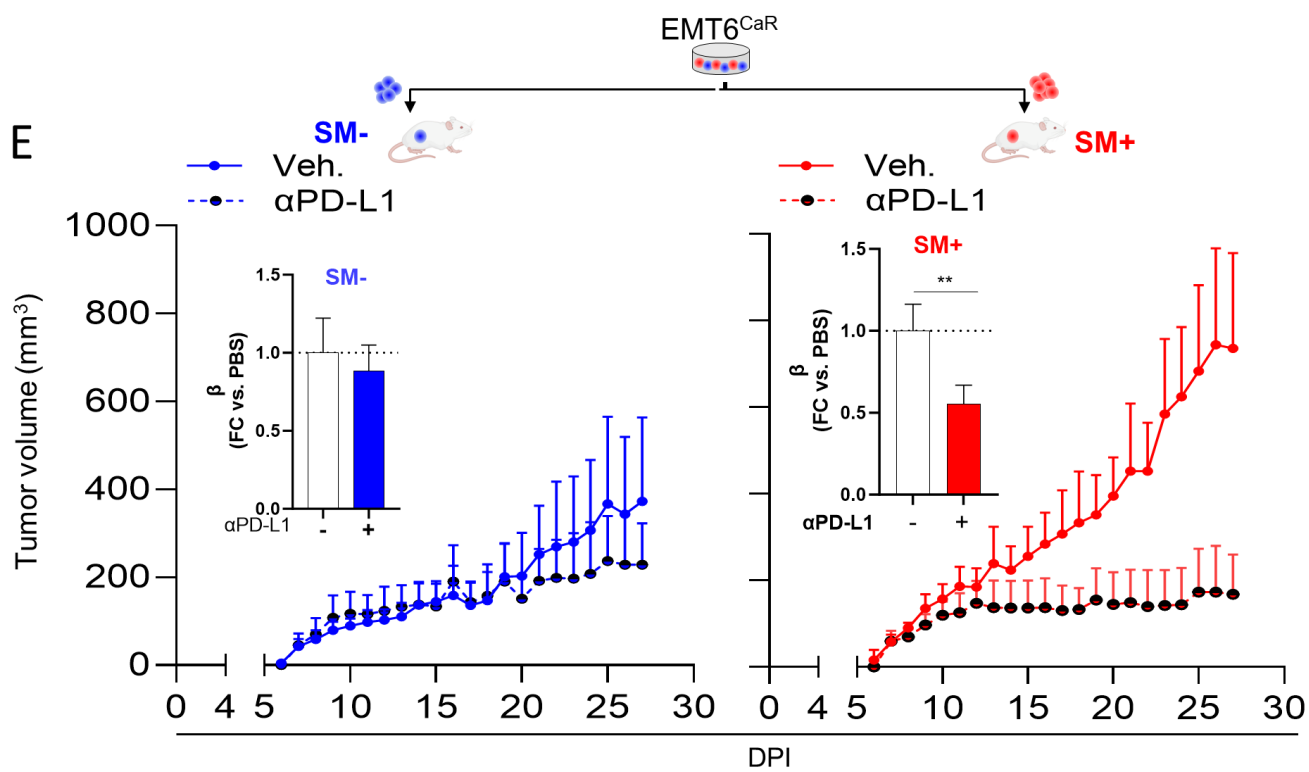 EMT6CaR
E
SM-
SM+
Veh.
αPD-L1
Veh.
αPD-L1
Tumor volume (mm3)
1000
800
600
400
200
0
SM-
β
(FC vs. PBS)
1.5
1.0
0.5
0.0
αPD-L1 - +
SM+
**
β
(FC vs. PBS)
1.5
1.0
0.5
0.0
αPD-L1 - +
0 4 5 10 15 20 25 30
0 4 5 10 15 20 25 30
DPI